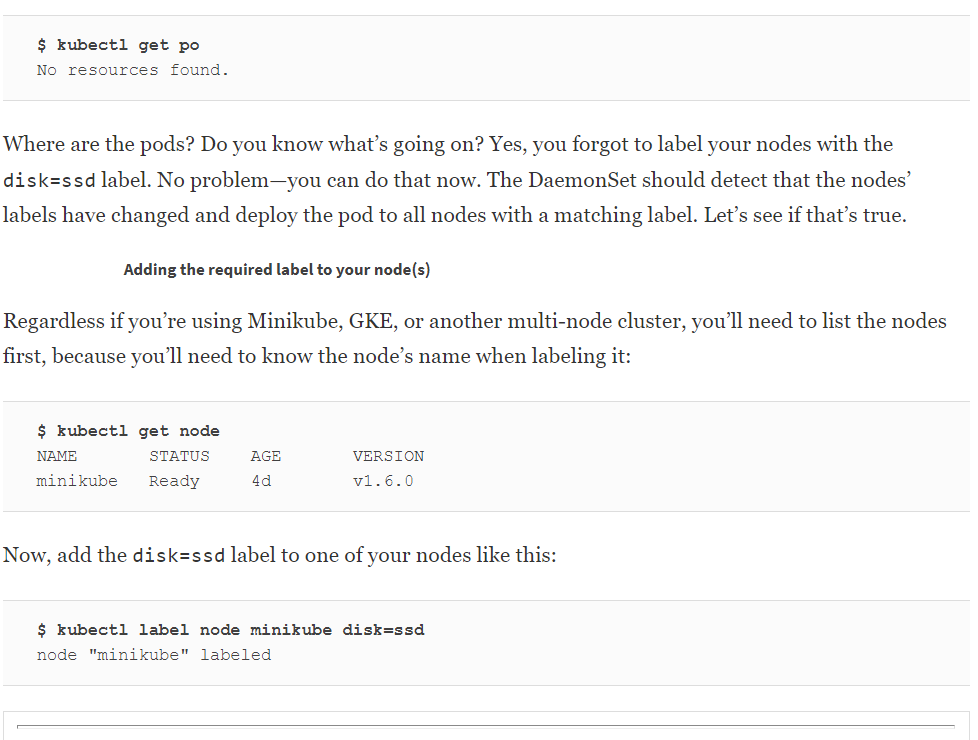 $ kubectl get po
No resources found.
Where are the pods? Do you know what’s going on? Yes, you forgot to label your nodes with the
disk=ssd label. No problem—you can do that now. The DaemonSet should detect that the nodes’
labels have changed and deploy the pod to all nodes with a matching label. Let’s see if that’s true.
Adding the required label to your node(s)
Regardless if you’re using Minikube, GKE, or another multi-node cluster, you’ll need to list the nodes
first, because you’ll need to know the node’s name when labeling it:
$ kubectl get node
NAME STATUS AGE VERSION
minikube Ready 4d v1.6.0
Now, add the disk=ssd label to one of your nodes like this:
$ kubectl label node minikube disk=ssd
node "minikube" labeled